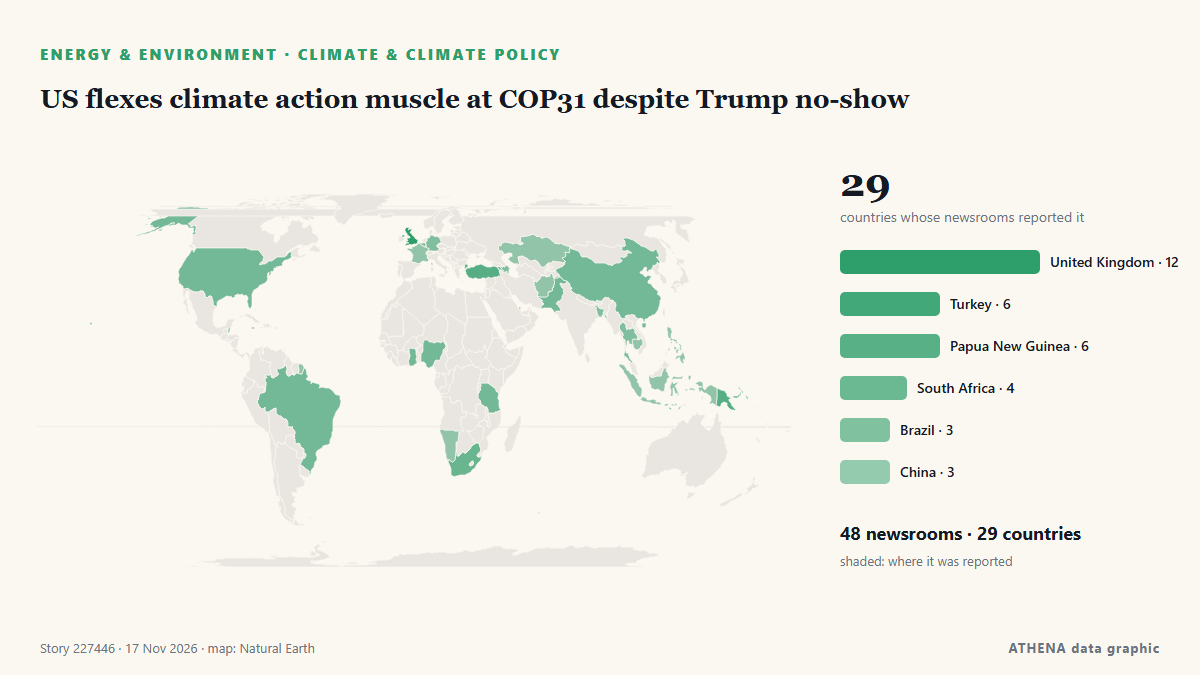 ENERGY & ENVIRONMENT · CLIMATE & CLIMATE POLICY
US flexes climate action muscle at COP31 despite Trump no-show
29
countries whose newsrooms reported it
United Kingdom · 12
Turkey · 6
Papua New Guinea · 6
South Africa · 4
Brazil · 3
China · 3
48 newsrooms · 29 countries
shaded: where it was reported
Story 227446 · 17 Nov 2026 · map: Natural Earth
ATHENA data graphic